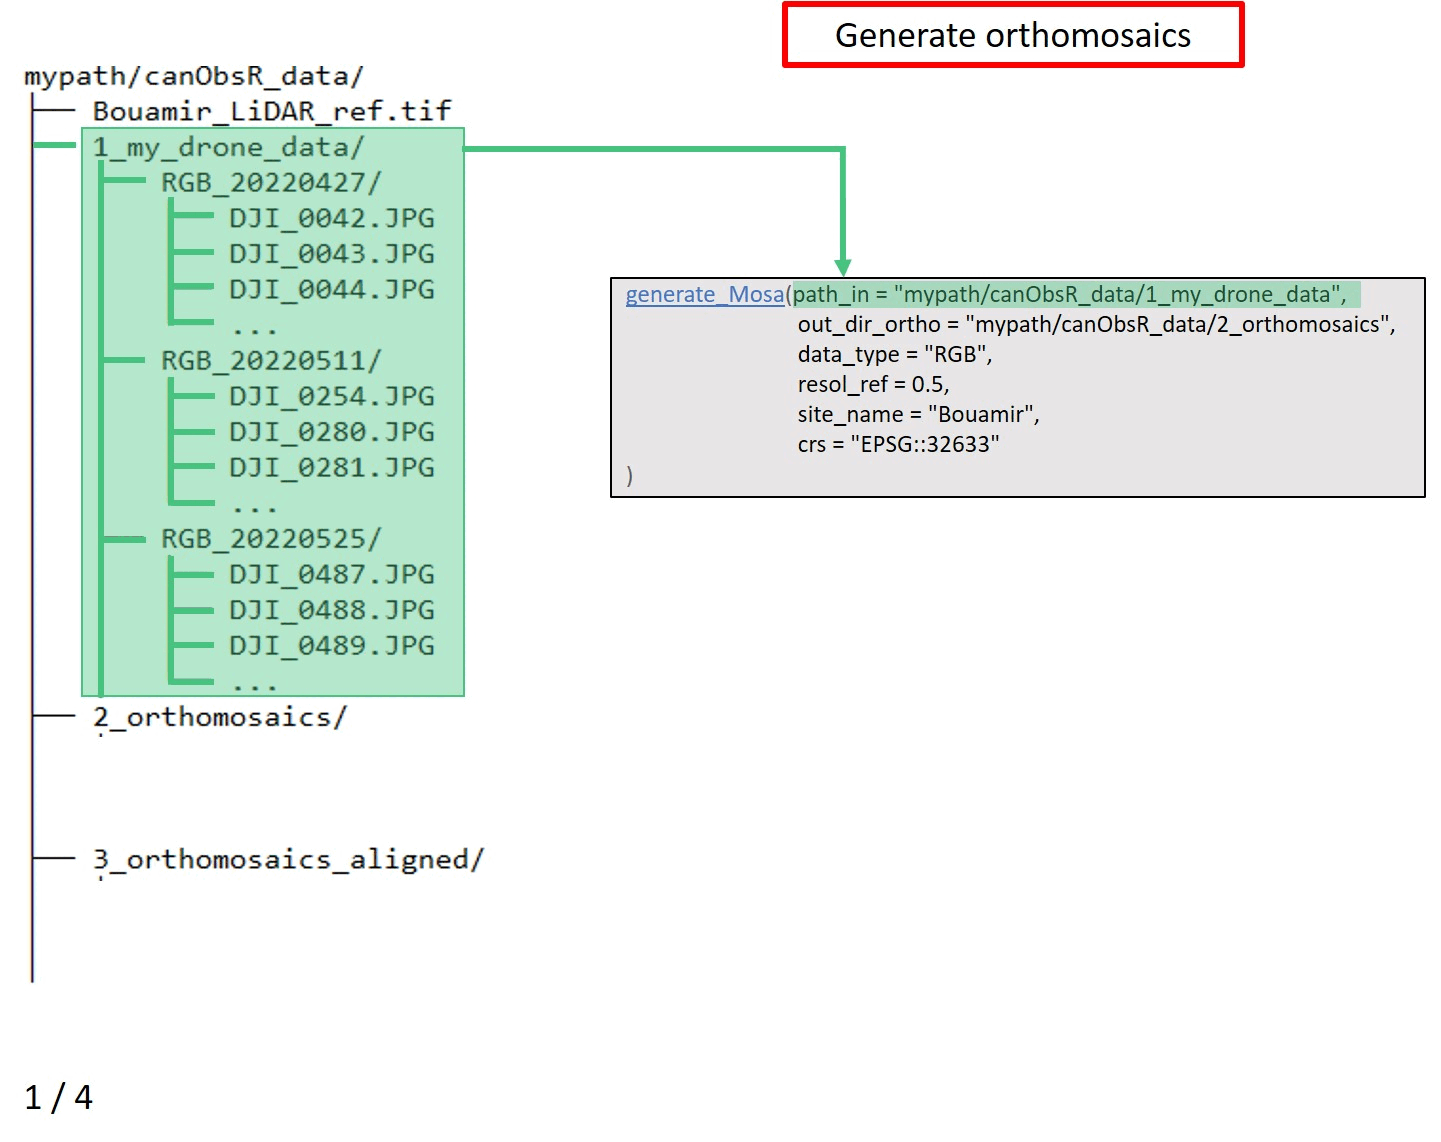 Generate orthomosaics
mypath/canObsR_data/
Bouamir_LiDAR_ref.tif
1_my_drone_data/
RGB_20220427/
DJI_0042.JPG
DJI_0043.JPG
DJI_0044.JPG
...
RGB_20220511/
DJI_0254.JPG
DJI_0280.JPG
DJI_0281.JPG
...
RGB_20220525/
DJI_0487.JPG
DJI_0488.JPG
DJI_0489.JPG
...
2_orthomosaics/
3_orthomosaics_aligned/
generate_Mosa(path_in = "mypath/canObsR_data/1_my_drone_data",
out_dir_ortho = "mypath/canObsR_data/2_orthomosaics",
data_type = "RGB",
resol_ref = 0.5,
site_name = "Bouamir",
crs = "EPSG::32633"
)
1 / 4